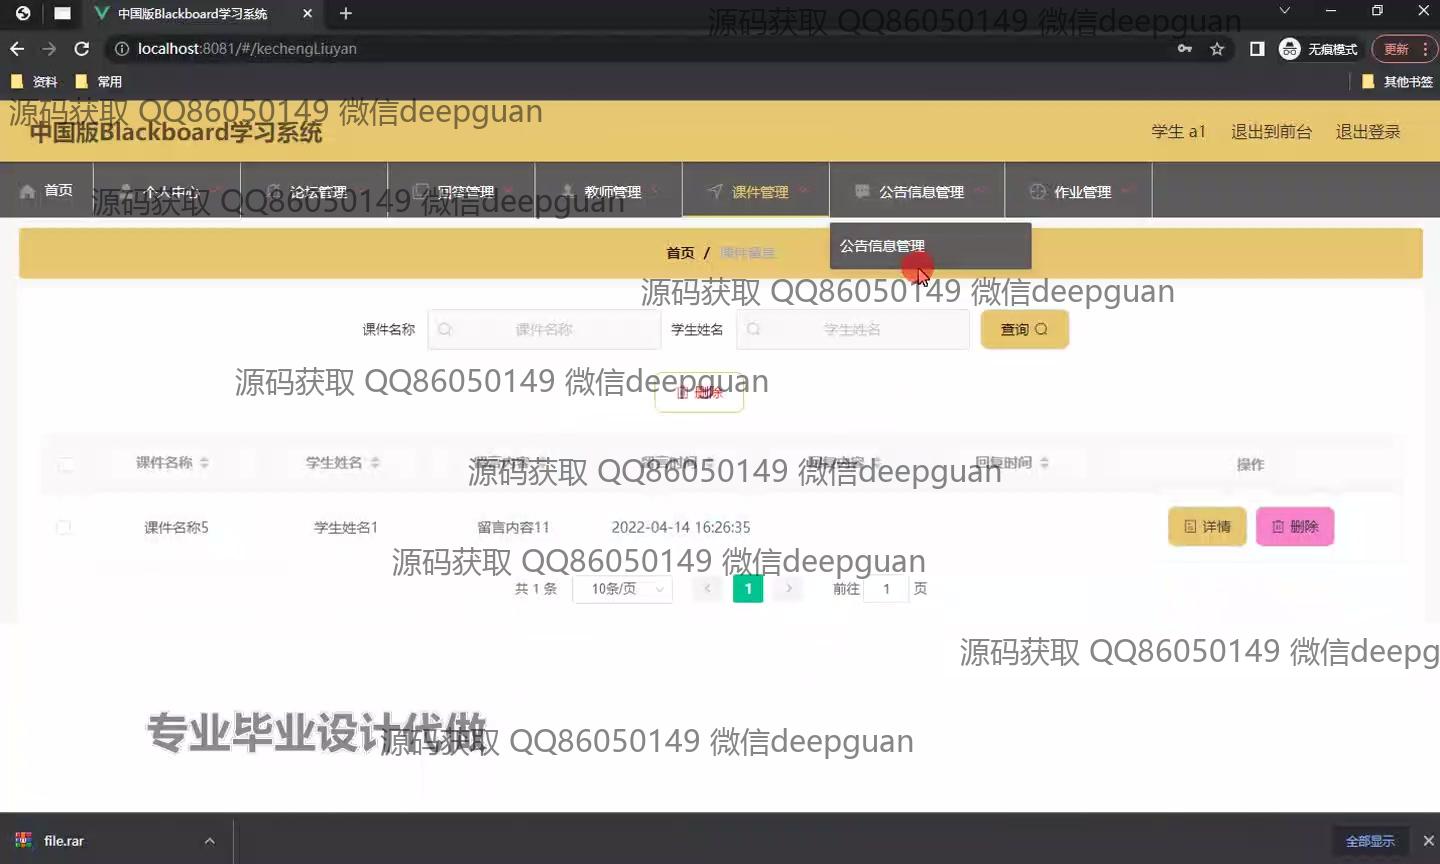 中国版Blackboard学习系统
源码获取 QQ86050149 微信deepguan
localhost:8081/#/kechengLiuyan
无痕模式
更新
资料
常用
其他书签
源码获取 QQ86050149 微信deepguan
中国版Blackboard学习系统
学生 a1
退出到前台
退出登录
首页
个人中心
论坛管理
回答管理
教师管理
课件管理
公告信息管理
作业管理
源码获取 QQ86050149 微信deepguan
首页 / 课件留言
公告信息管理
源码获取 QQ86050149 微信deepguan
课件名称
课件名称
学生姓名
学生姓名
查询
源码获取 QQ86050149 微信deepguan
删除
课件名称
学生姓名
留言内容
留言时间
回复内容
回复时间
操作
源码获取 QQ86050149 微信deepguan
课件名称5
学生姓名1
留言内容11
2022-04-14 16:26:35
详情
删除
源码获取 QQ86050149 微信deepguan
共 1 条
10条/页
1
前往
1
页
源码获取 QQ86050149 微信deepg
专业毕业设计代做
源码获取 QQ86050149 微信deepguan
file.rar
全部显示